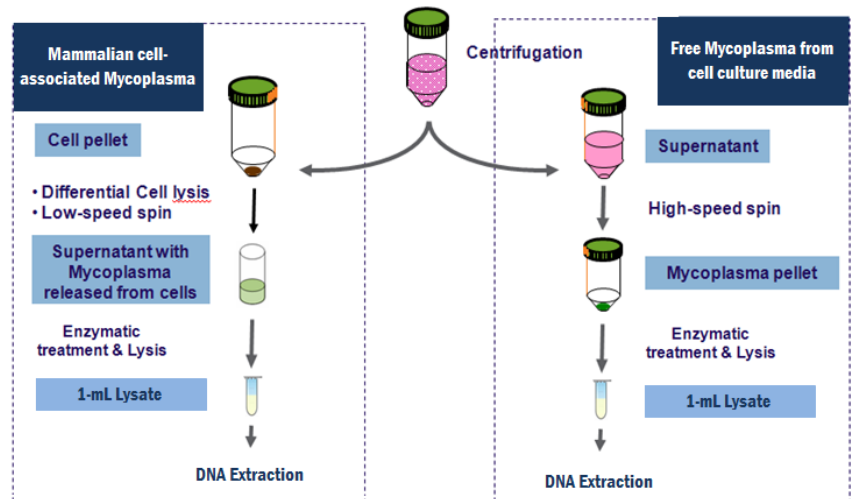 Mammalian cell-
associated Mycoplasma
Cell pellet
• Differential Cell lysis
• Low-speed spin
Supernatant with
Mycoplasma
released from cells
Enzymatic
treatment & Lysis
1-mL Lysate
DNA Extraction
Centrifugation
Free Mycoplasma from
cell culture media
Supernatant
High-speed spin
Mycoplasma pellet
Enzymatic
treatment & Lysis
1-mL Lysate
DNA Extraction